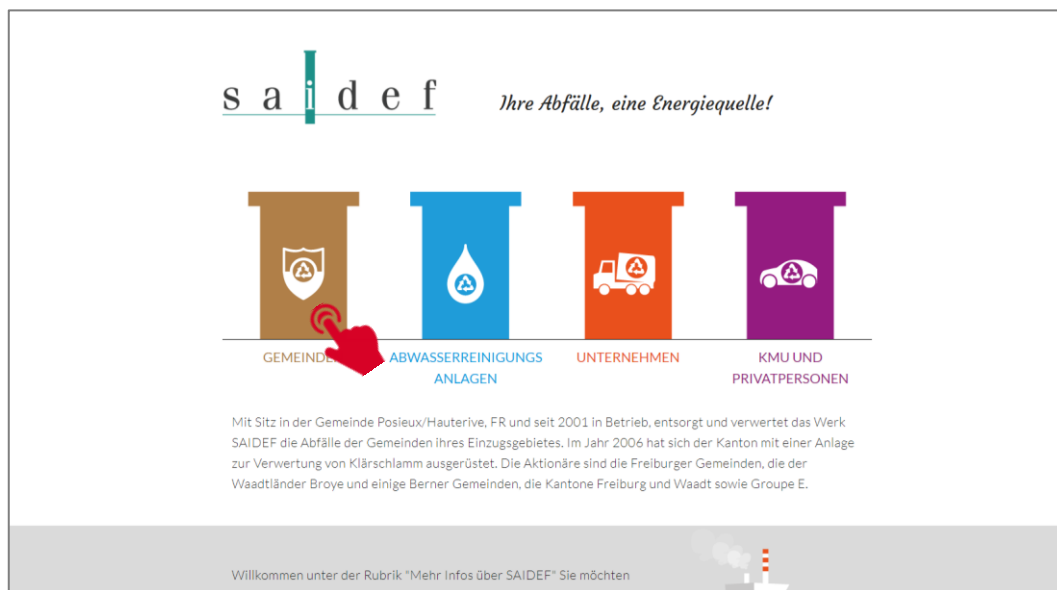 saidef
Ihre Abfälle, eine Energiequelle!
GEMEINDE
ABWASSERREINIGUNGS
ANLAGEN
UNTERNEHMEN
KMU UND
PRIVATPERSONEN
Mit Sitz in der Gemeinde Posieux/Hauterive, FR und seit 2001 in Betrieb, entsorgt und verwertet das Werk
SAIDEF die Abfälle der Gemeinden ihres Einzugsgebietes. Im Jahr 2006 hat sich der Kanton mit einer Anlage
zur Verwertung von Klärschlamm ausgerüstet. Die Aktionäre sind die Freiburger Gemeinden, die der
Waadtländer Broye und einige Berner Gemeinden, die Kantone Freiburg und Waadt sowie Groupe E.
Willkommen unter der Rubrik "Mehr Infos über SAIDEF" Sie möchten